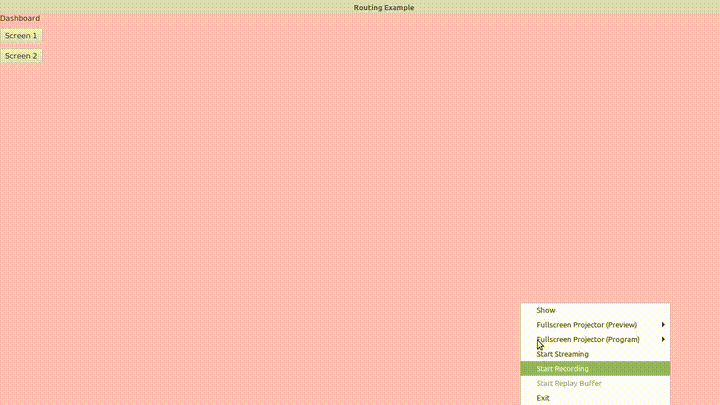 Routing Example
Dashboard
Screen 1
Screen 2
Show
Fullscreen Projector (Preview)
Fullscreen Projector (Program)
Start Streaming
Start Recording
Start Replay Buffer
Exit